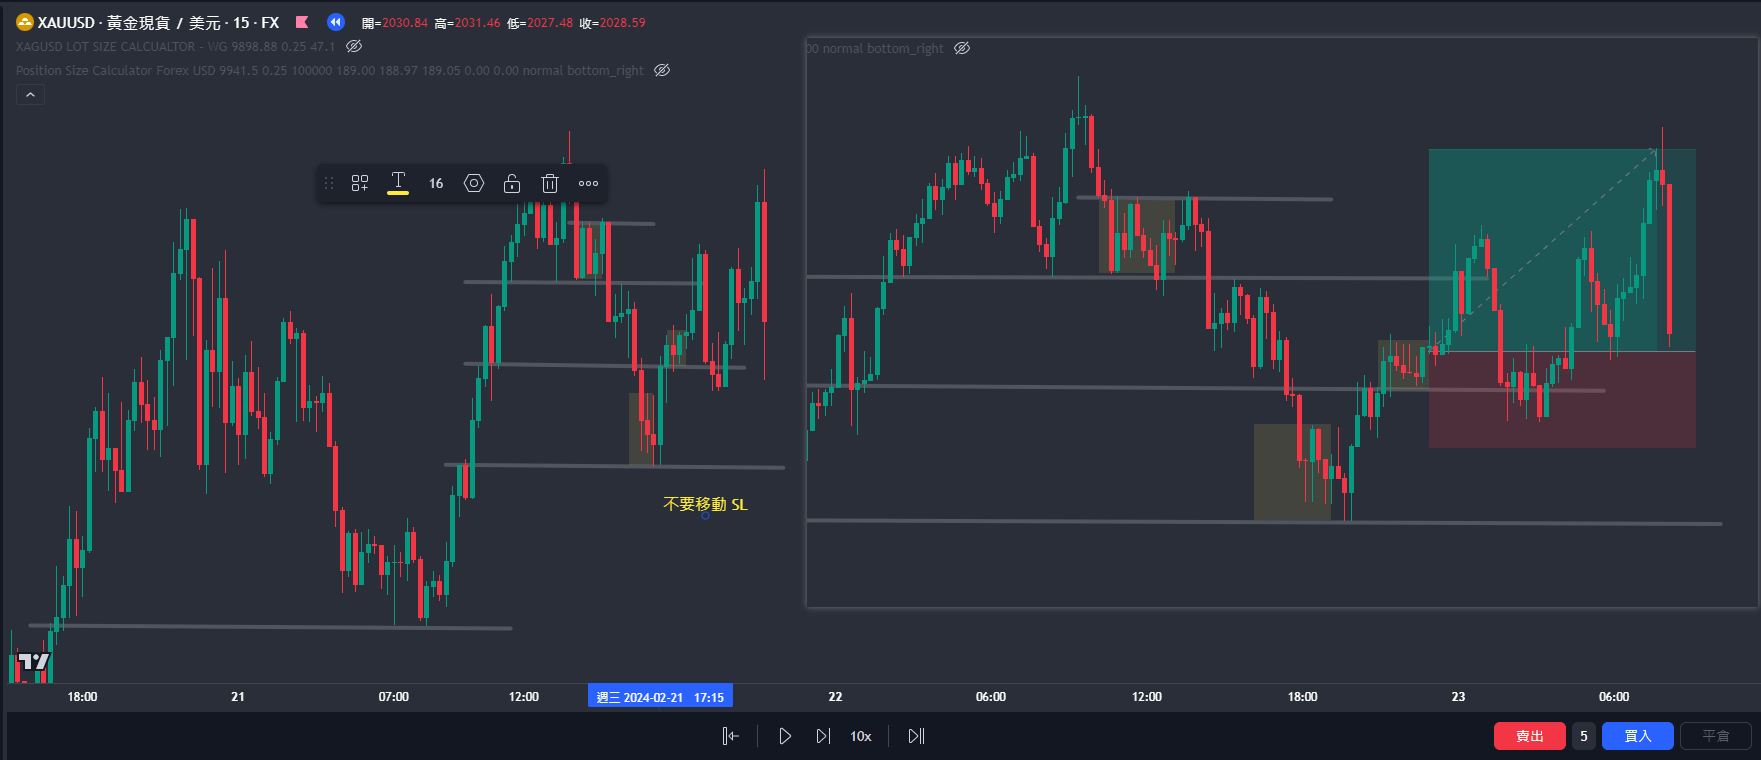 XAUUSD · 黃金現貨 / 美元 · 15 · FX 開=2030.84 高=2031.46 低=2027.48 收=2028.59
XAGUSD LOT SIZE CALCUALTOR - WG 9898.88 0.25 47.1
00 normal bottom_right
Position Size Calculator Forex USD 9941.5 0.25 100000 189.00 188.97 189.05 0.00 0.00 normal bottom_right
T 16
不要移動 SL
18:00 21 07:00 12:00 週三 2024-02-21 17:15 22 06:00 12:00 18:00 23 06:00
10x 賣出 5 買入 平倉